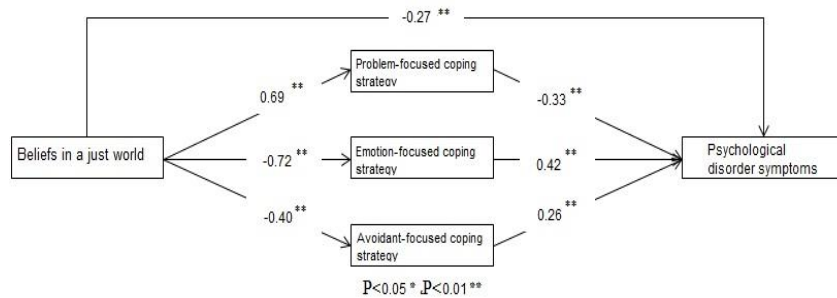 -0.27 **
Problem-focused coping
strategy
0.69 **
-0.33 **
Beliefs in a just world
-0.72 **
Emotion-focused coping
strategy
0.42 **
Psychological
disorder symptoms
-0.40 **
Avoidant-focused coping
strategy
0.26 **
P<0.05 * ,P<0.01 **